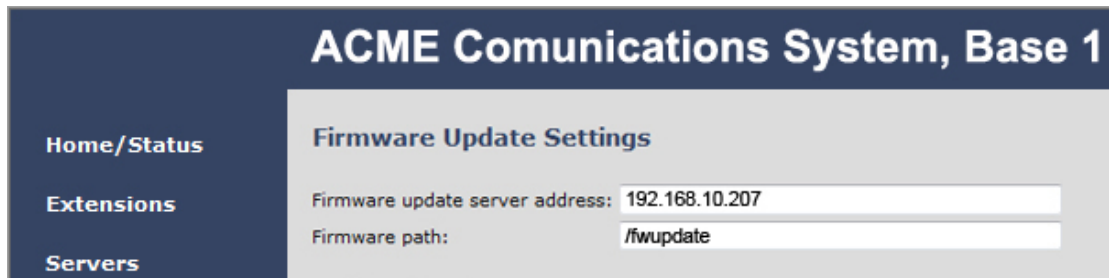 ACME Comunications System, Base 1
Home/Status
Extensions
Servers
Firmware Update Settings
Firmware update server address: 192.168.10.207
Firmware path: /fwupdate